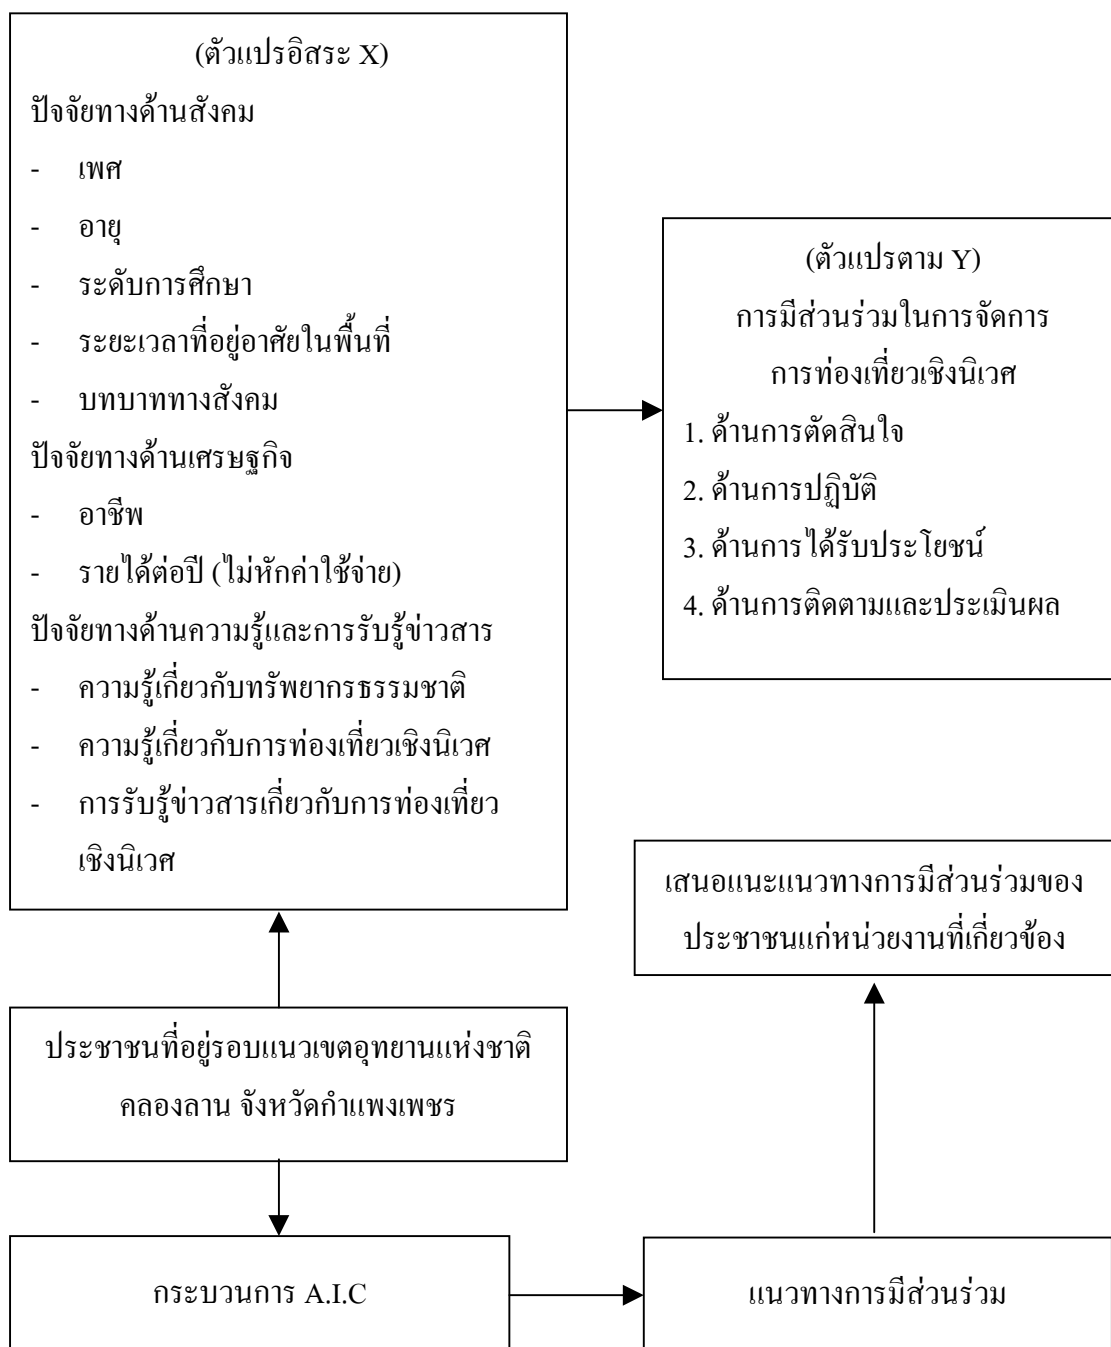 (ตัวแปรอิสระ X)
ปัจจัยทางด้านสังคม
- เพศ
- อายุ
- ระดับการศึกษา
- ระยะเวลาที่อยู่อาศัยในพื้นที่
- บทบาททางสังคม
ปัจจัยทางด้านเศรษฐกิจ
- อาชีพ
- รายได้ต่อปี (ไม่หักค่าใช้จ่าย)
ปัจจัยทางด้านความรู้และการรับรู้ข่าวสาร
- ความรู้เกี่ยวกับทรัพยากรธรรมชาติ
- ความรู้เกี่ยวกับการท่องเที่ยวเชิงนิเวศ
- การรับรู้ข่าวสารเกี่ยวกับการท่องเที่ยว
เชิงนิเวศ
(ตัวแปรตาม Y)
การมีส่วนร่วมในการจัดการ
การท่องเที่ยวเชิงนิเวศ
1. ด้านการตัดสินใจ
2. ด้านการปฏิบัติ
3. ด้านการได้รับประโยชน์
4. ด้านการติดตามและประเมินผล
เสนอแนะแนวทางการมีส่วนร่วมของ
ประชาชนแก่หน่วยงานที่เกี่ยวข้อง
ประชาชนที่อยู่รอบแนวเขตอุทยานแห่งชาติ
คลองลาน จังหวัดกำแพงเพชร
กระบวนการ A.I.C
แนวทางการมีส่วนร่วม